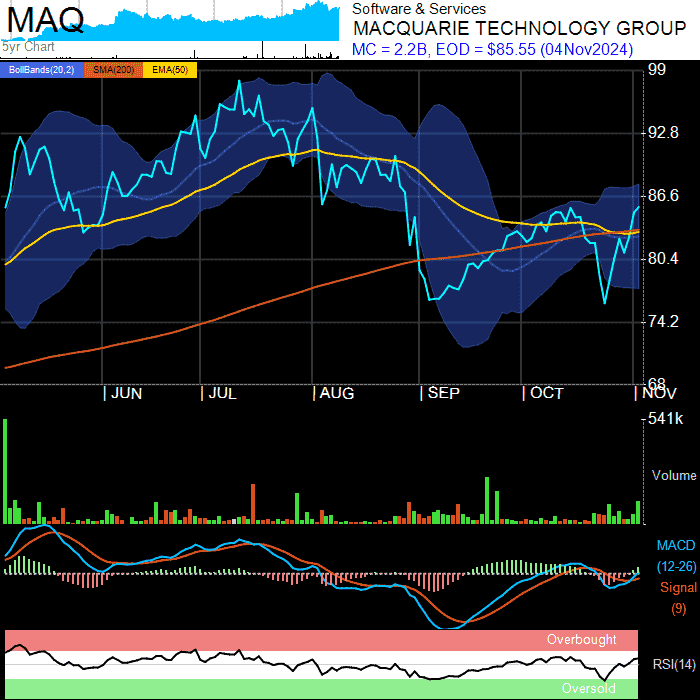 MAQ
5yr Chart
Software & Services
MACQUARIE TECHNOLOGY GROUP
MC = 2.2B, EOD = $85.55 (04Nov2024)
BollBands(20,2) SMA(200) EMA(50)
99
92.8
86.6
80.4
74.2
68
JUN JUL AUG SEP OCT NOV
541k
Volume
MACD
(12-26)
Signal
(9)
Overbought
RSI(14)
Oversold